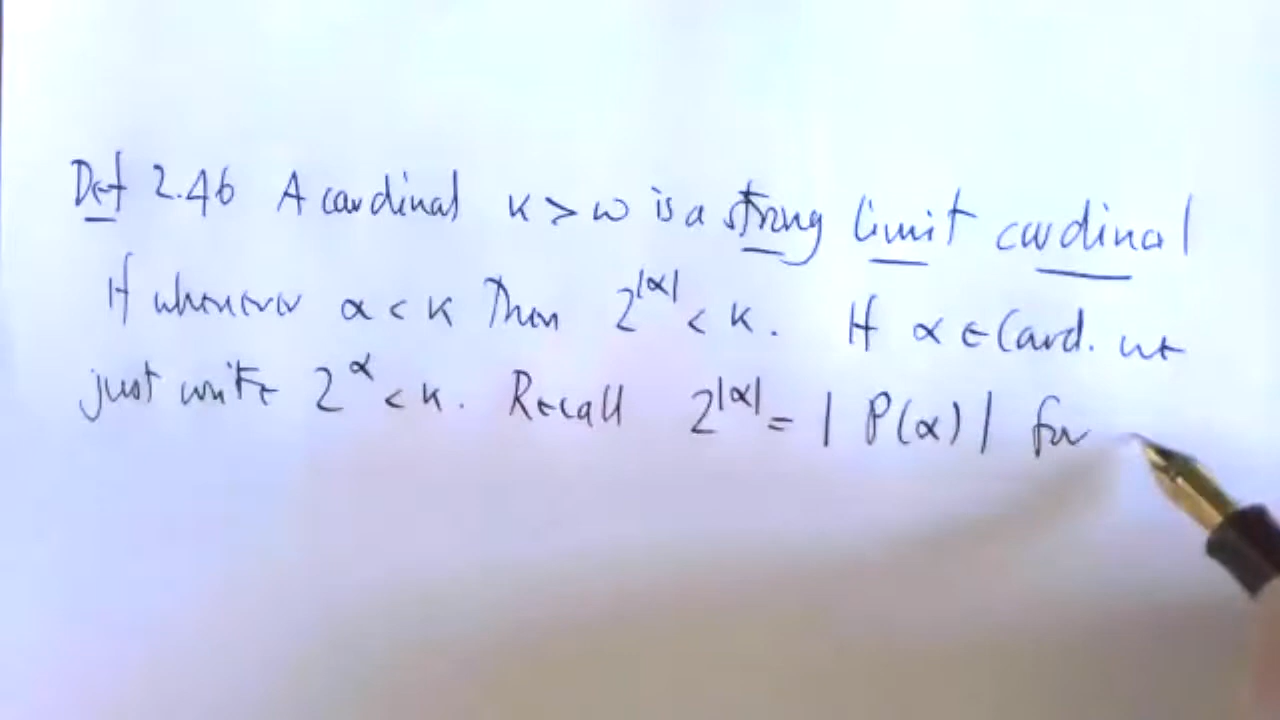 Def 2.46 A cardinal κ > ω is a strong limit cardinal
If whenever α < κ Then 2^|α| < κ. If α ∈ Card. we
just write 2^α < κ. Recall 2^|α| = | P(α) | for